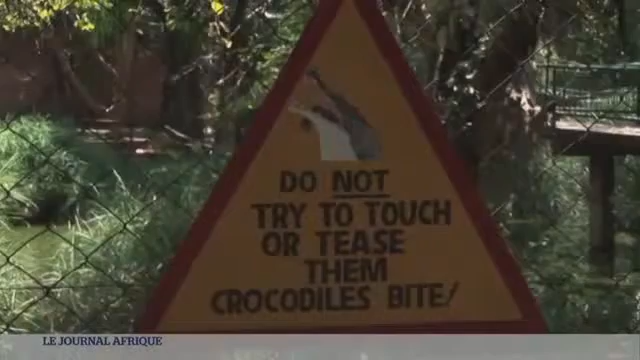 DO NOT
TRY TO TOUCH
OR TEASE
THEM
CROCODILES BITE!
LE JOURNAL AFRIQUE